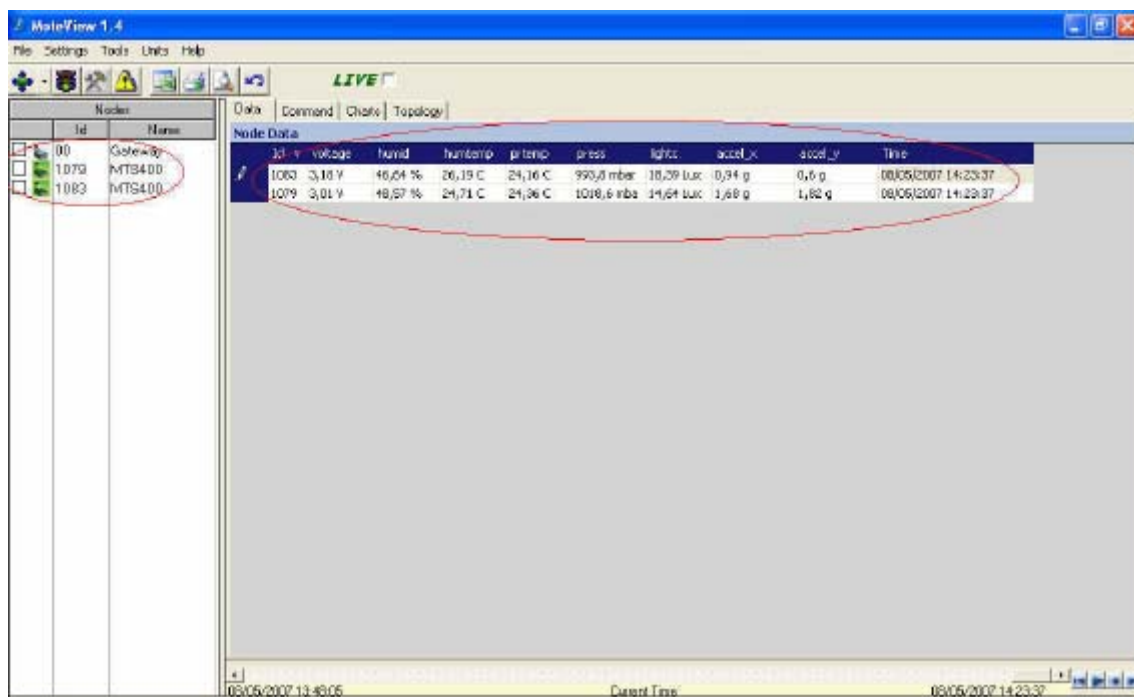 MoteView 1.4
File Settings Tools Units Help
LIVE
Nodes
Id Name
00 Gateway
1079 MTS400
1083 MTS400
Data Command Charts Topology
Node Data
Id voltage humid humtemp prtemp press lights accel_x accel_y Time
1083 3,18 V 46,64 % 26,19 C 24,16 C mbar 18,39 Lux 0,94 g 0,6 g 08/05/2007 14:23:37
1079 3,01 V 48,57 % 24,71 C 24,36 C 1018,6 mba 14,64 Lux 1,68 g 1,82 g 08/05/2007 14:23:37
08/05/2007 13:48:05 Current Time 08/05/2007 14:23:37